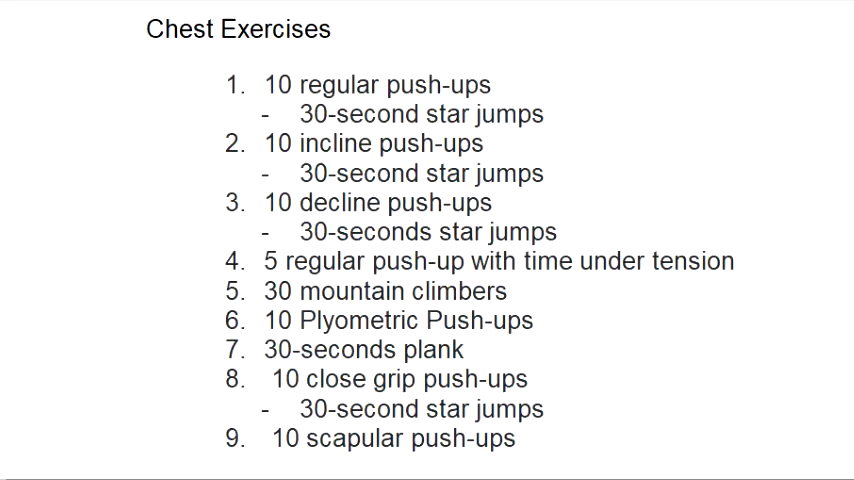 Chest Exercises
1. 10 regular push-ups
- 30-second star jumps
2. 10 incline push-ups
- 30-second star jumps
3. 10 decline push-ups
- 30-seconds star jumps
4. 5 regular push-up with time under tension
5. 30 mountain climbers
6. 10 Plyometric Push-ups
7. 30-seconds plank
8. 10 close grip push-ups
- 30-second star jumps
9. 10 scapular push-ups